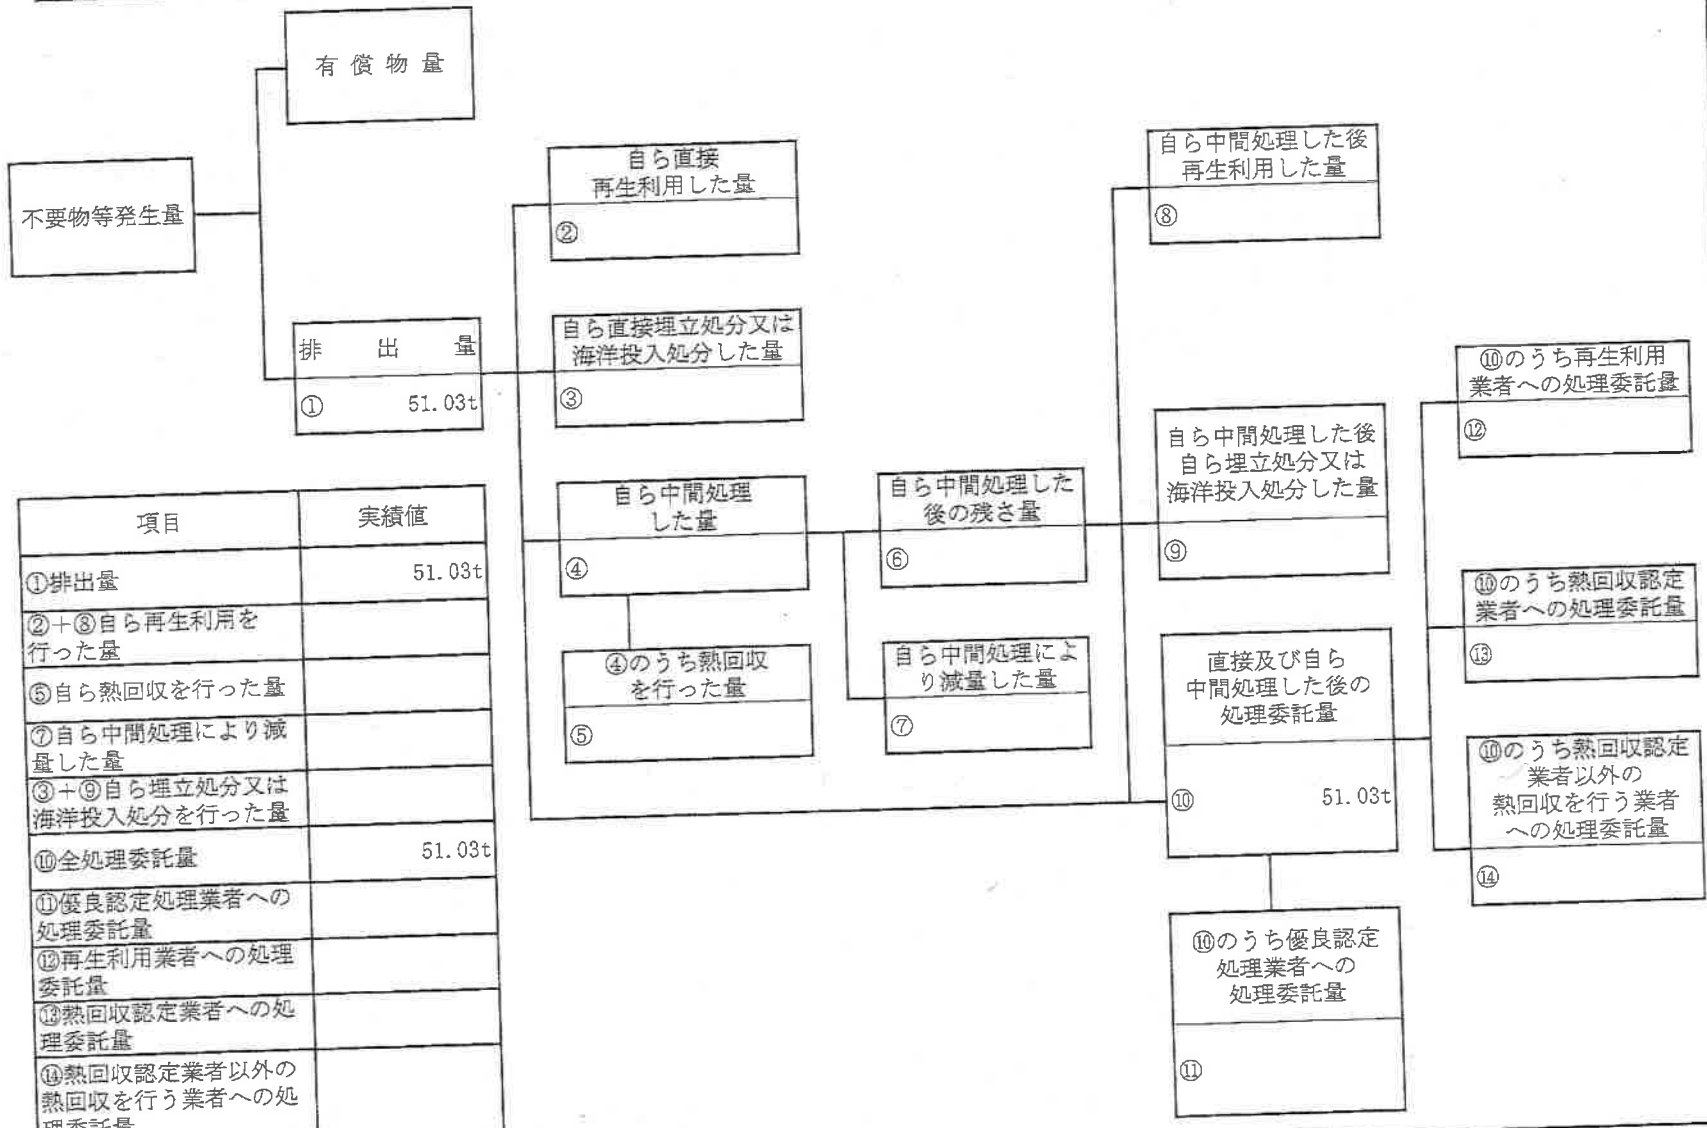 有償物量
不要物等発生量
排出量
① 51.03t
自ら直接
再生利用した量
②
自ら直接埋立処分又は
海洋投入処分した量
③
自ら中間処理
した量
④
④のうち熱回収
を行った量
⑤
自ら中間処理した
後の残さ量
⑥
自ら中間処理によ
り減量した量
⑦
自ら中間処理した後
再生利用した量
⑧
自ら中間処理した後
自ら埋立処分又は
海洋投入処分した量
⑨
直接及び自ら
中間処理した後の
処理委託量
⑩ 51.03t
⑩のうち優良認定
処理業者への
処理委託量
⑪
⑩のうち再生利用
業者への処理委託量
⑫
⑩のうち熱回収認定
業者への処理委託量
⑬
⑩のうち熱回収認定
業者以外の
熱回収を行う業者
への処理委託量
⑭
項目 実績値
①排出量 51.03t
②+⑧自ら再生利用を
行った量
⑤自ら熱回収を行った量
⑦自ら中間処理により減
量した量
③+⑨自ら埋立処分又は
海洋投入処分を行った量
⑩全処理委託量 51.03t
⑪優良認定処理業者への
処理委託量
⑫再生利用業者への処理
委託量
⑬熱回収認定業者への処
理委託量
⑭熱回収認定業者以外の
熱回収を行う業者への処
理委託量